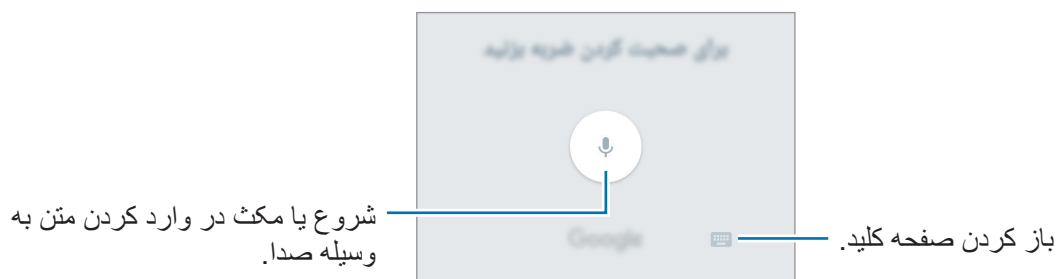 برای صحبت کردن ضربه بزنید
شروع یا مکث در وارد کردن متن به
وسیله صدا.
Google
باز کردن صفحه کلید.